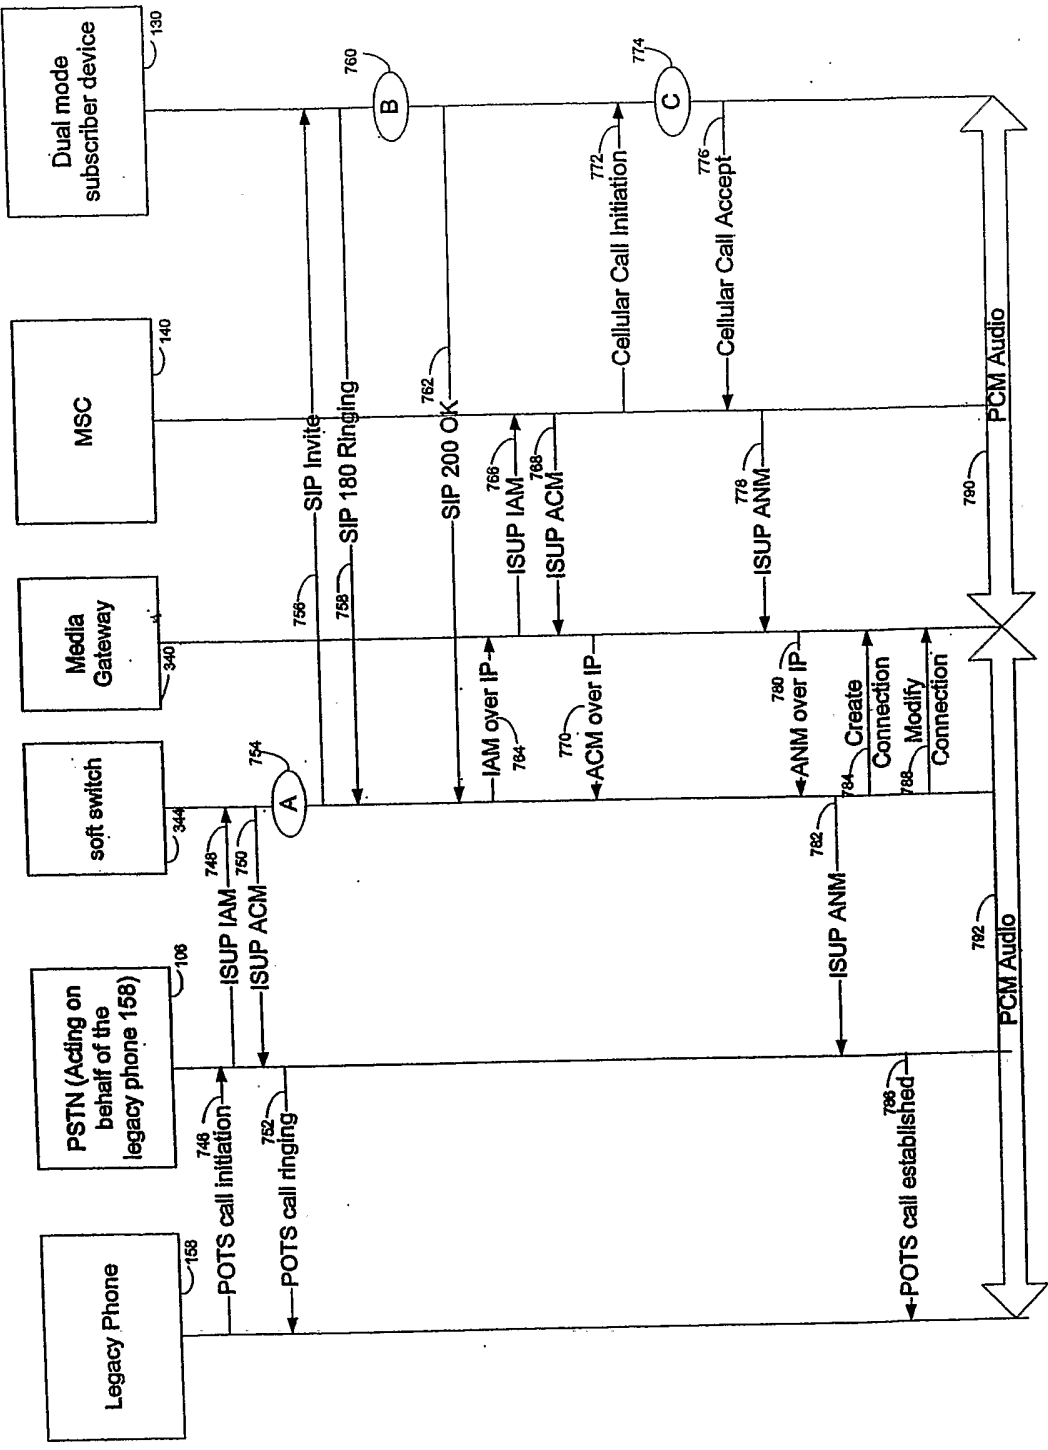 Legacy Phone
158
PSTN (Acting on
behalf of the
legacy phone 158)
106
soft switch
344
Media
Gateway
340
MSC
140
Dual mode
subscriber device
130
POTS call initiation
746
ISUP IAM
748
ISUP ACM
750
POTS call ringing
752
A
754
SIP Invite
756
SIP 180 Ringing
758
B
760
SIP 200 OK
762
IAM over IP
764
ISUP IAM
766
ISUP ACM
768
ACM over IP
770
Cellular Call Initiation
772
C
774
Cellular Call Accept
776
ISUP ANM
778
ANM over IP
780
ISUP ANM
782
Create
Connection
784
POTS call established
786
Modify
Connection
788
PCM Audio
790
PCM Audio
792